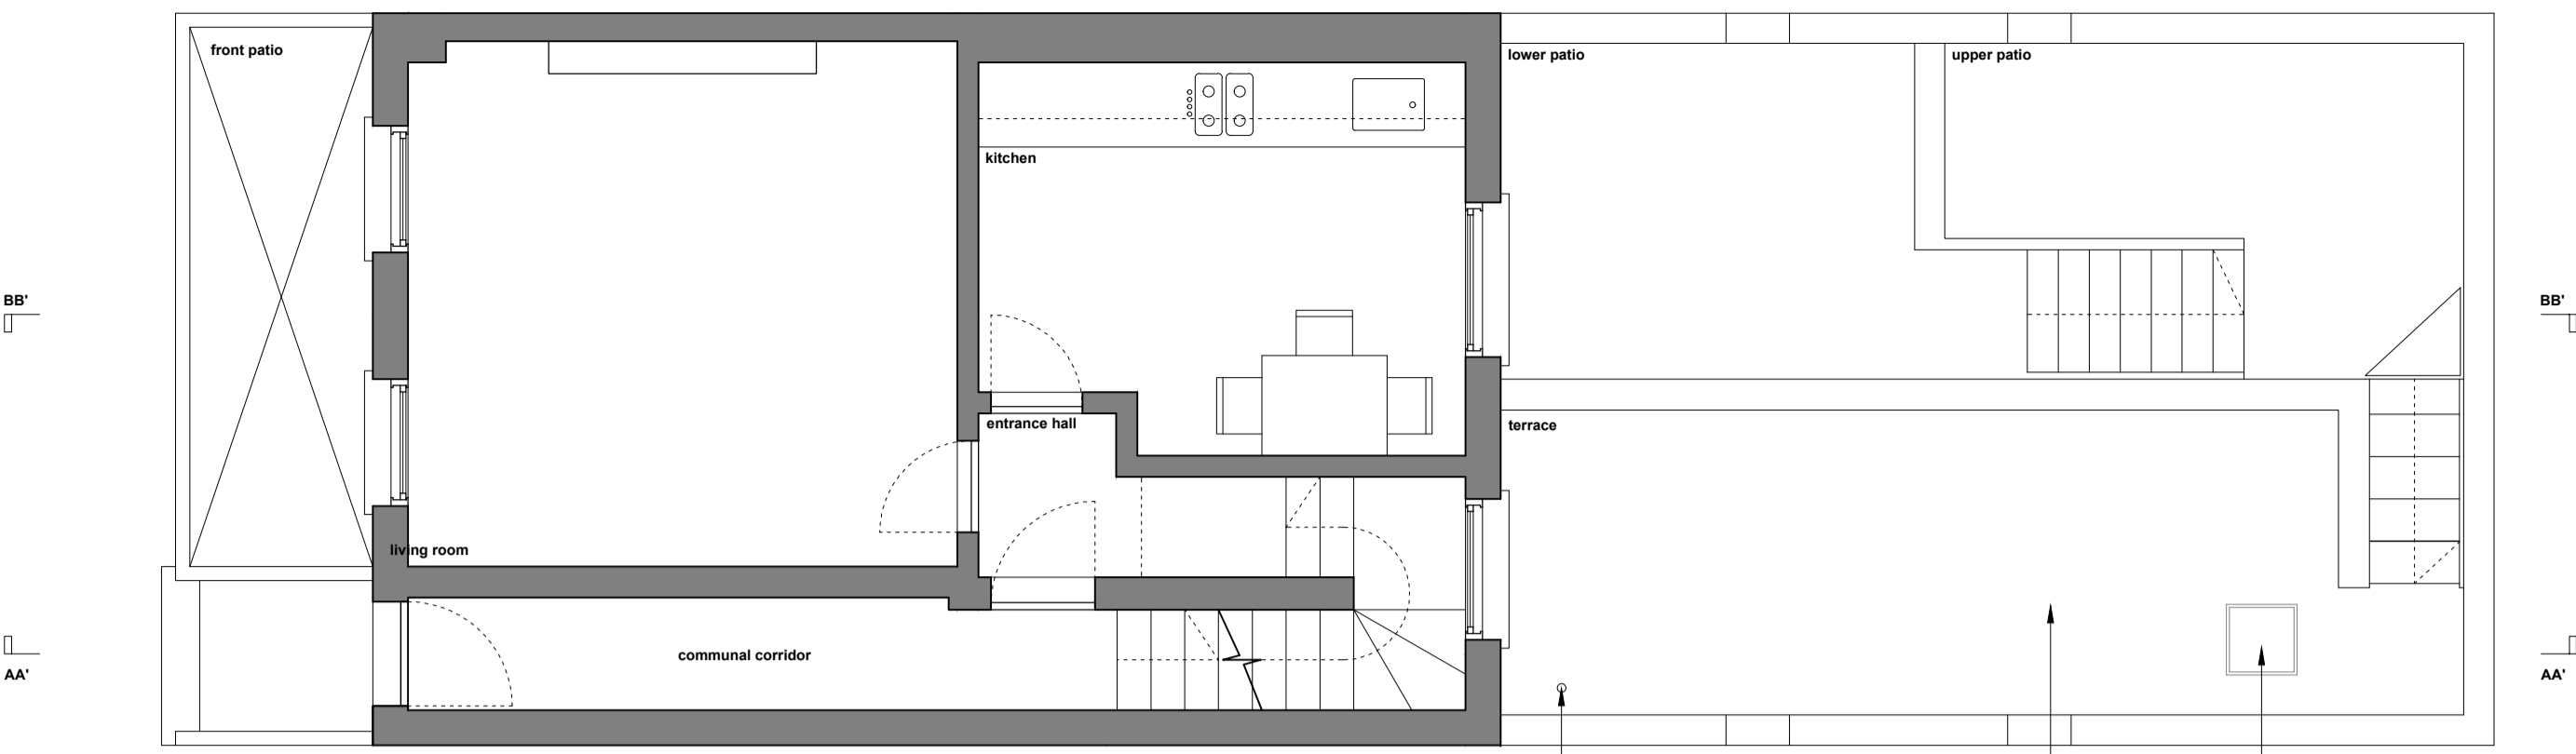 front patio
lower patio
upper patio
kitchen
BB'
BB'
entrance hall
terrace
living room
communal corridor
AA'
AA'